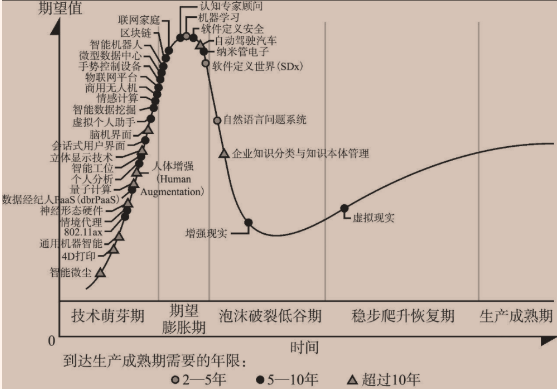 期望值
认知专家顾问
联网家庭
机器学习
区块链
软件定义安全
智能机器人
自动驾驶汽车
微型数据中心
纳米管电子
手势控制设备
软件定义世界(SDx)
物联网平台
商用无人机
情感计算
智能数据挖掘
虚拟个人助手
自然语言问题系统
脑机界面
会话式用户界面
立体显示技术
企业知识分类与知识本体管理
智能工位
人体增强
(Human
Augmentation)
个人分析
量子计算
数据经纪人PaaS(dbrPaaS)
神经形态硬件
情境代理
802.11ax
通用机器智能
4D打印
智能微尘
增强现实
虚拟现实
技术萌芽期
期望
膨胀期
泡沫破裂低谷期
稳步爬升恢复期
生产成熟期
0
时间
到达生产成熟期需要的年限:
2—5年
5—10年
超过10年